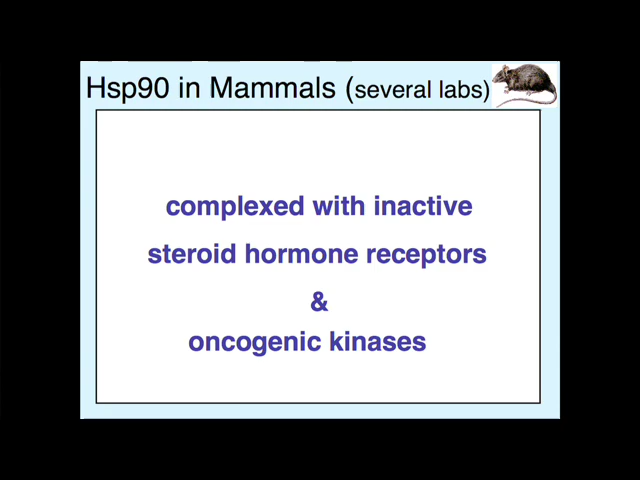 Hsp90 in Mammals (several labs)
complexed with inactive
steroid hormone receptors
&
oncogenic kinases